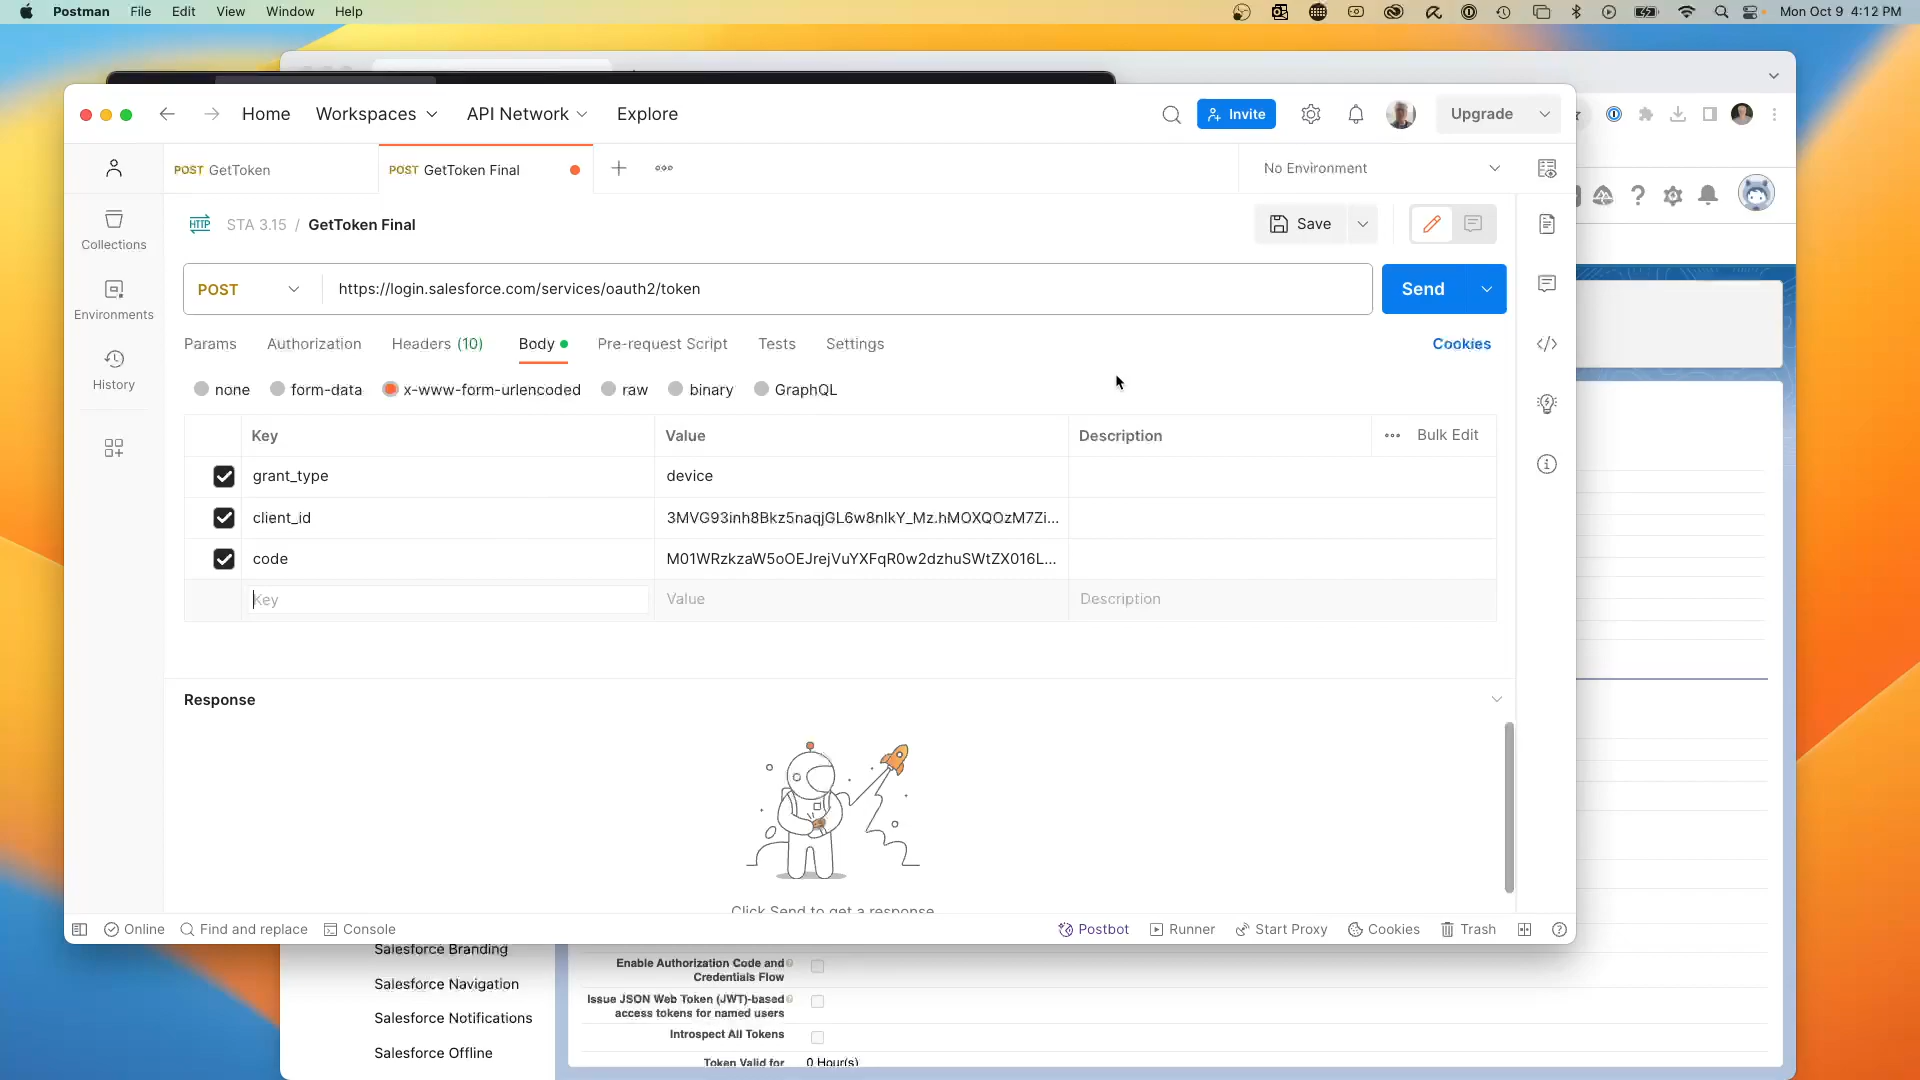 Postman File Edit View Window Help
Mon Oct 9 4:12 PM
Home Workspaces API Network Explore
Invite
Upgrade
POST GetToken
POST GetToken Final
No Environment
HTTP STA 3.15 / GetToken Final
Save
Collections
Environments
History
POST
https://login.salesforce.com/services/oauth2/token
Send
Params Authorization Headers (10) Body Pre-request Script Tests Settings
Cookies
none form-data x-www-form-urlencoded raw binary GraphQL
Key Value Description
Bulk Edit
grant_type device
client_id 3MVG93inh8Bkz5naqjGL6w8nlkY_Mz.hMOXQOzM7Zi...
code M01WRzkzaW5oOEJrejVuYXFqR0w2dzhuSWtZX016L...
Key Value Description
Response
Click Send to get a response
Online Find and replace Console
Postbot Runner Start Proxy Cookies Trash
Salesforce Branding
Salesforce Navigation
Salesforce Notifications
Salesforce Offline
Enable Authorization Code and
Credentials Flow
Issue JSON Web Token (JWT)-based
access tokens for named users
Introspect All Tokens
Token Valid for 0 Hour(s)